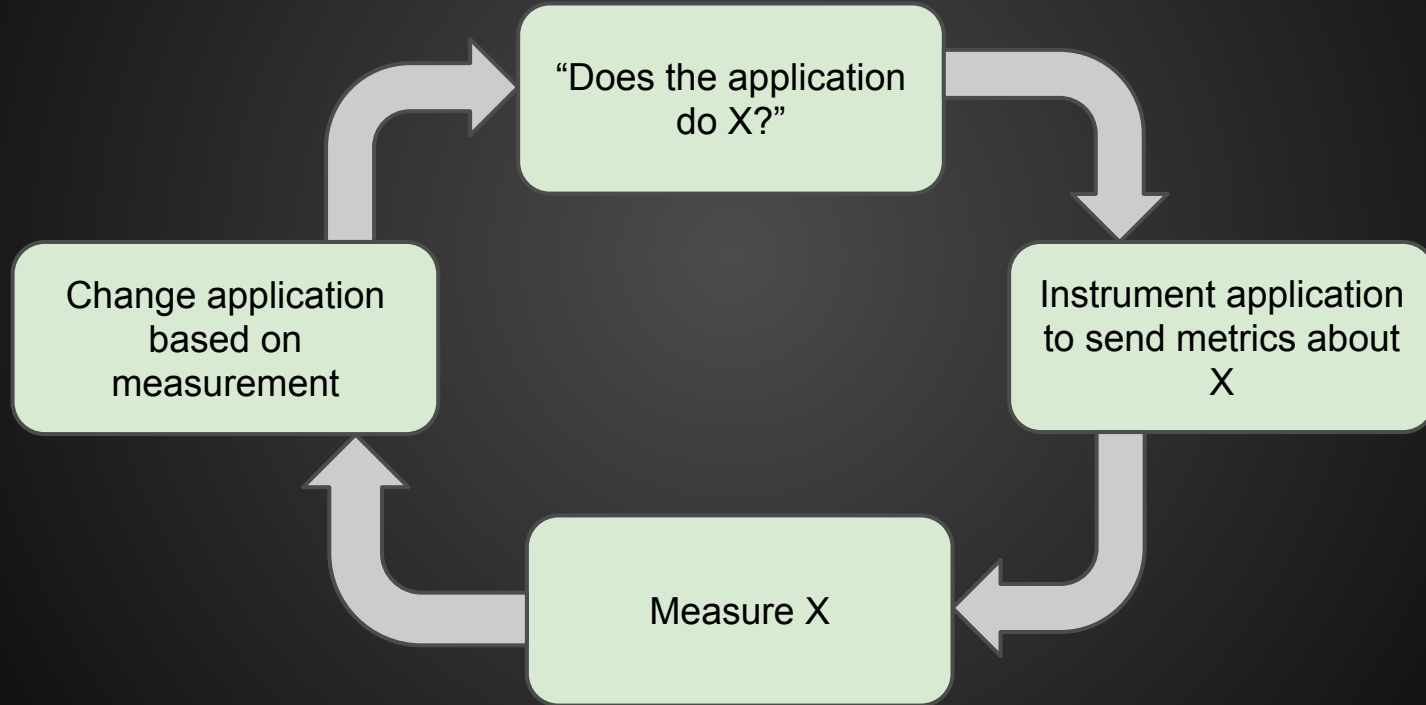 “Does the application
do X?”
Instrument application
to send metrics about
X
Measure X
Change application
based on
measurement